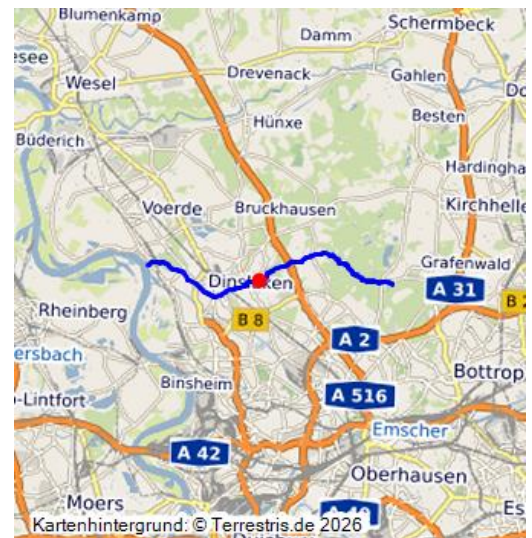 Blumenkamp
Schermbeck
Damm
esee
Wesel
Drevenack
Gahlen
Do
Besten
Hünxe
Büderich
Hardingha
Voerde
Bruckhausen
Kirchhelle
Grafenwald
Dinslaken
A 31
B 2
Rheinberg
B 8
A 2
ersbach
Bottrop
Binsheim
A 516
p-Lintfort
Emscher
A 42
Oberhausen
Moers
Es
Kartenhintergrund: © Terrestris.de 2026